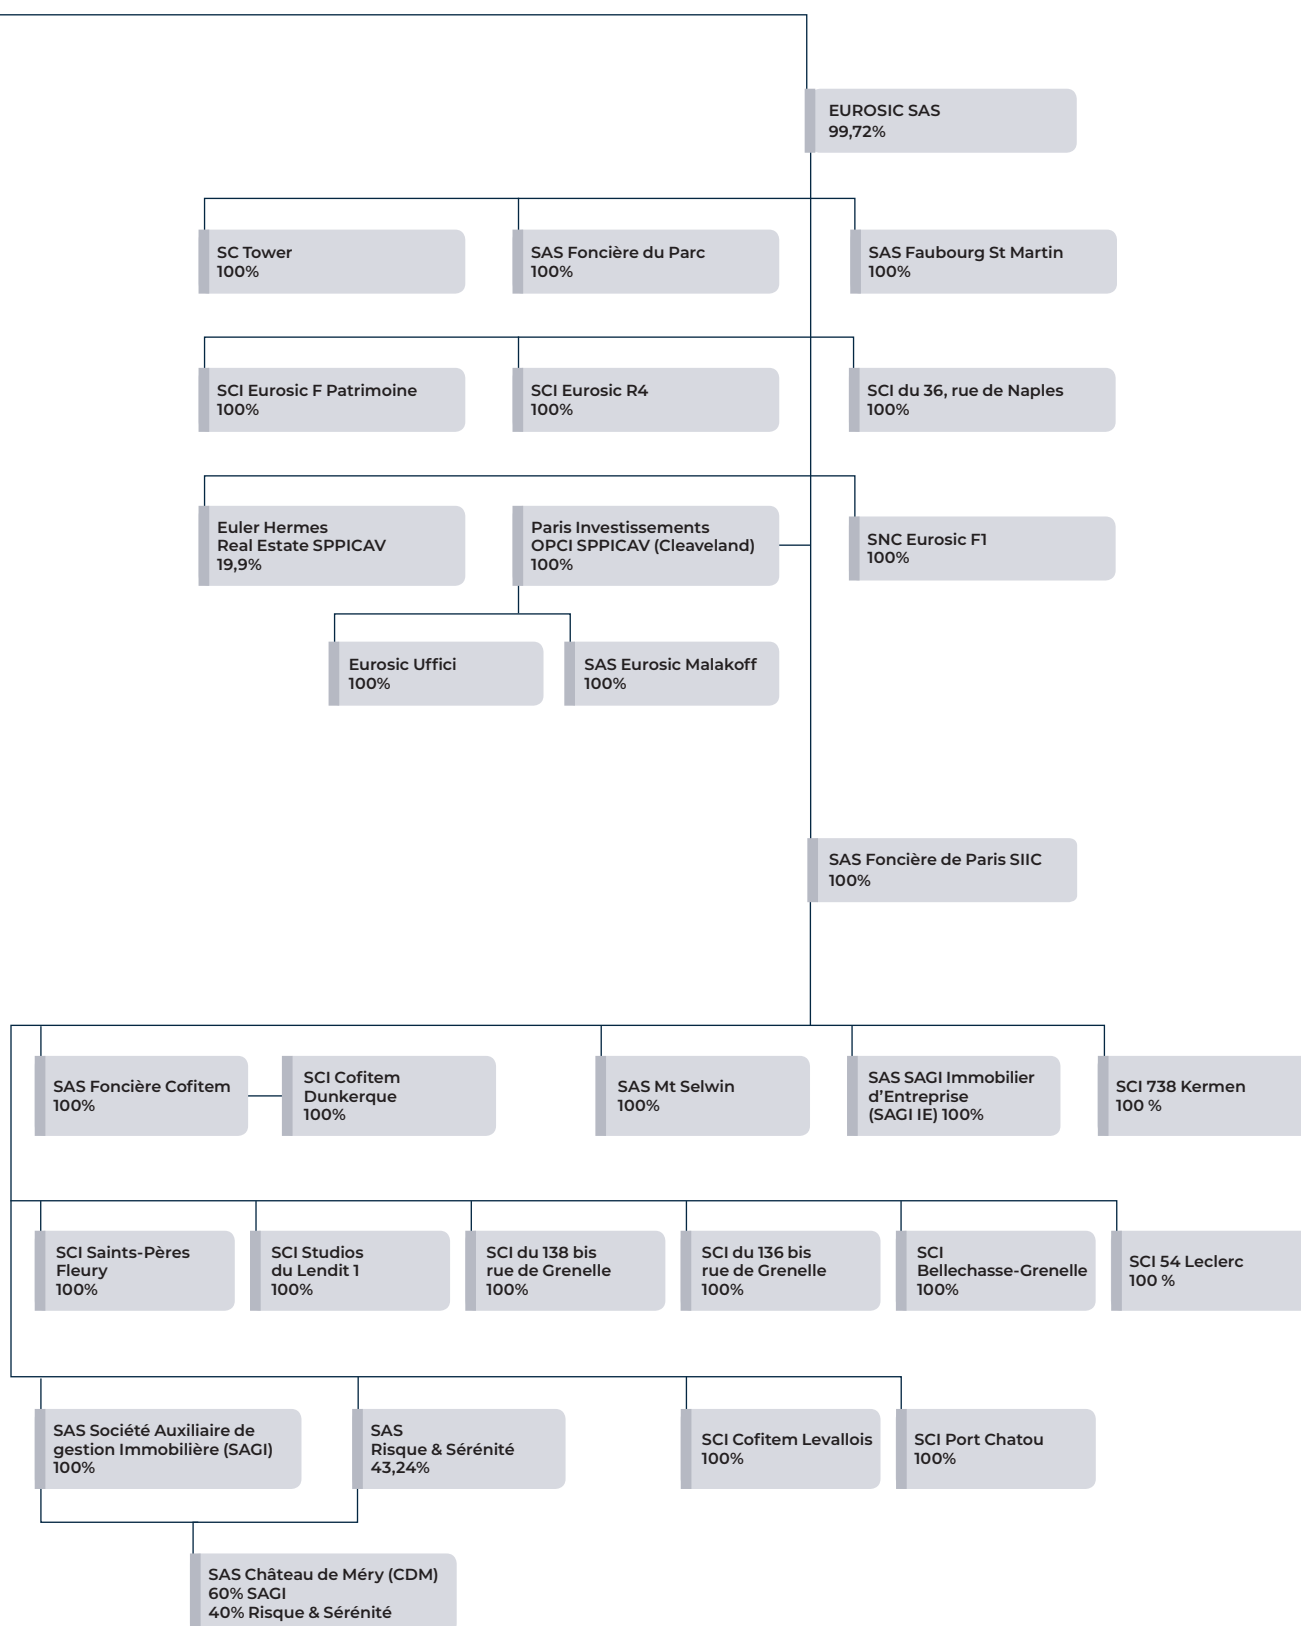 EUROSIC SAS
99,72%
SC Tower
100%
SAS Foncière du Parc
100%
SAS Faubourg St Martin
100%
SCI Eurosic F Patrimoine
100%
SCI Eurosic R4
100%
SCI du 36, rue de Naples
100%
Euler Hermes
Real Estate SPPICAV
19,9%
Paris Investissements
OPCI SPPICAV (Cleaveland)
100%
SNC Eurosic F1
100%
Eurosic Uffici
100%
SAS Eurosic Malakoff
100%
SAS Foncière de Paris SIIC
100%
SAS Foncière Cofitem
100%
SCI Cofitem
Dunkerque
100%
SAS Mt Selwin
100%
SAS SAGI Immobilier
d’Entreprise
(SAGI IE) 100%
SCI 738 Kermen
100 %
SCI Saints-Pères
Fleury
100%
SCI Studios
du Lendit 1
100%
SCI du 138 bis
rue de Grenelle
100%
SCI du 136 bis
rue de Grenelle
100%
SCI
Bellechasse-Grenelle
100%
SCI 54 Leclerc
100 %
SAS Société Auxiliaire de
gestion Immobilière (SAGI)
100%
SAS
Risque & Sérénité
43,24%
SCI Cofitem Levallois
100%
SCI Port Chatou
100%
SAS Château de Méry (CDM)
60% SAGI
40% Risque & Sérénité